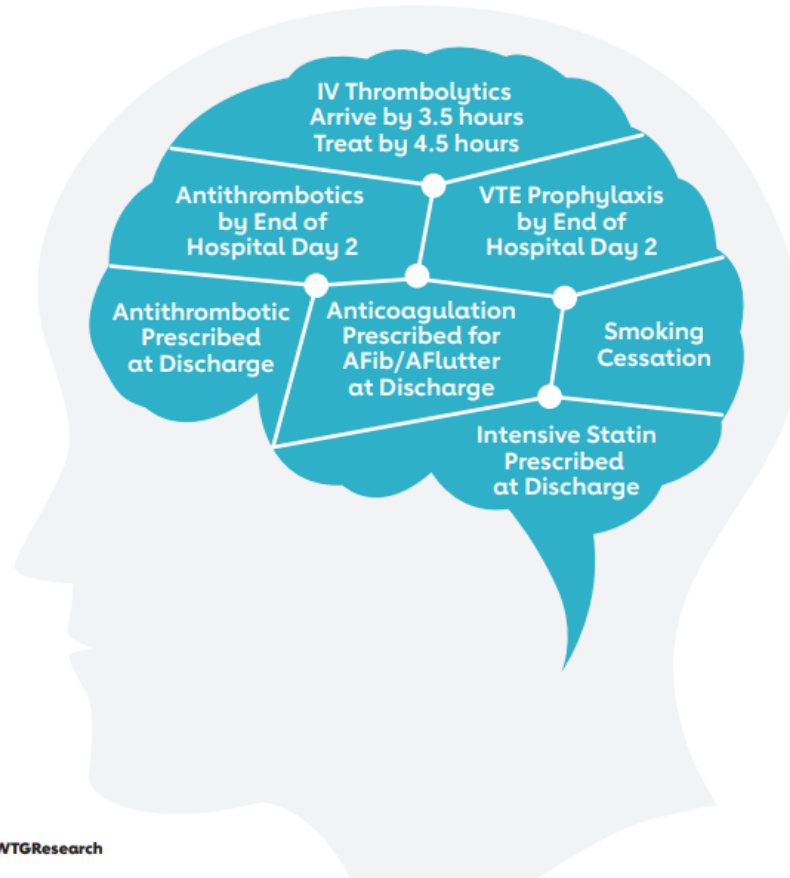 IV Thrombolytics
Arrive by 3.5 hours
Treat by 4.5 hours
Antithrombotics
by End of
Hospital Day 2
VTE Prophylaxis
by End of
Hospital Day 2
Antithrombotic
Prescribed
at Discharge
Anticoagulation
Prescribed for
AFib/AFlutter
at Discharge
Smoking
Cessation
Intensive Statin
Prescribed
at Discharge
WTGResearch